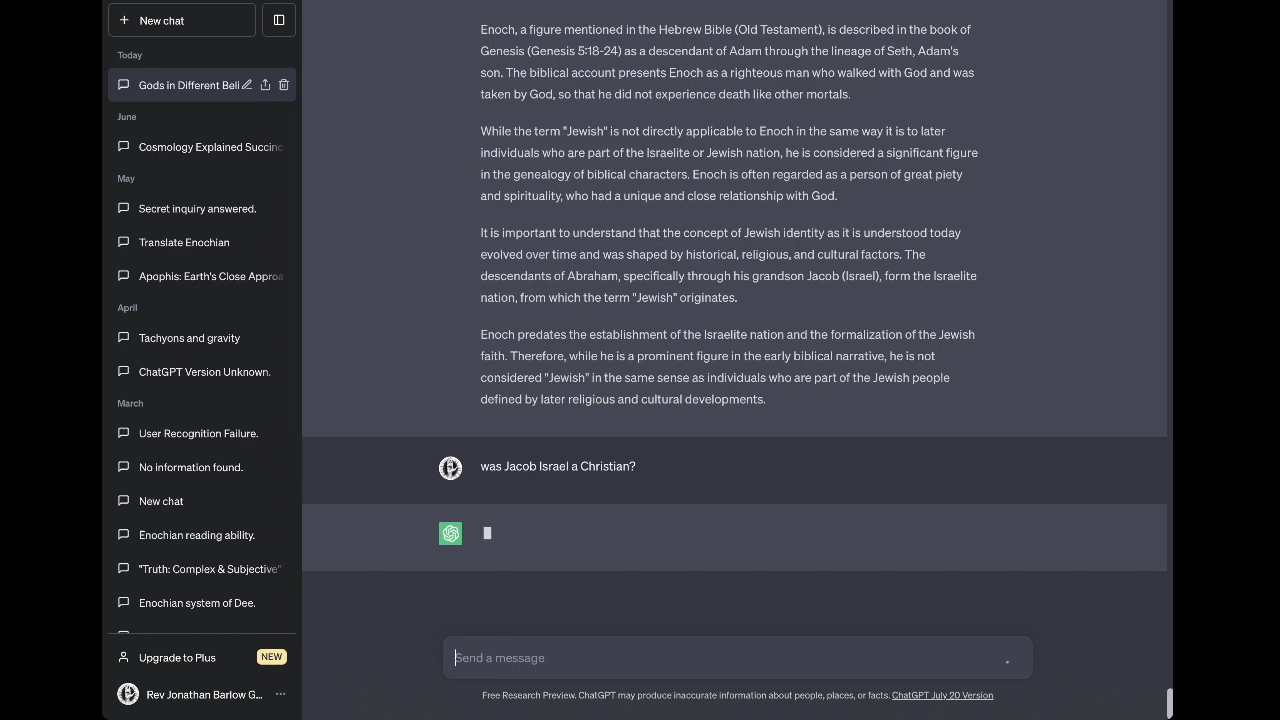 New chat
Today
Gods in Different Beli
June
Cosmology Explained Succinc
May
Secret inquiry answered.
Translate Enochian
Apophis: Earth's Close Approa
April
Tachyons and gravity
ChatGPT Version Unknown.
March
User Recognition Failure.
No information found.
New chat
Enochian reading ability.
"Truth: Complex & Subjective"
Enochian system of Dee.
Upgrade to Plus NEW
Rev Jonathan Barlow G...
Enoch, a figure mentioned in the Hebrew Bible (Old Testament), is described in the book of
Genesis (Genesis 5:18-24) as a descendant of Adam through the lineage of Seth, Adam's
son. The biblical account presents Enoch as a righteous man who walked with God and was
taken by God, so that he did not experience death like other mortals.
While the term "Jewish" is not directly applicable to Enoch in the same way it is to later
individuals who are part of the Israelite or Jewish nation, he is considered a significant figure
in the genealogy of biblical characters. Enoch is often regarded as a person of great piety
and spirituality, who had a unique and close relationship with God.
It is important to understand that the concept of Jewish identity as it is understood today
evolved over time and was shaped by historical, religious, and cultural factors. The
descendants of Abraham, specifically through his grandson Jacob (Israel), form the Israelite
nation, from which the term "Jewish" originates.
Enoch predates the establishment of the Israelite nation and the formalization of the Jewish
faith. Therefore, while he is a prominent figure in the early biblical narrative, he is not
considered "Jewish" in the same sense as individuals who are part of the Jewish people
defined by later religious and cultural developments.
was Jacob Israel a Christian?
Send a message
Free Research Preview. ChatGPT may produce inaccurate information about people, places, or facts. ChatGPT July 20 Version